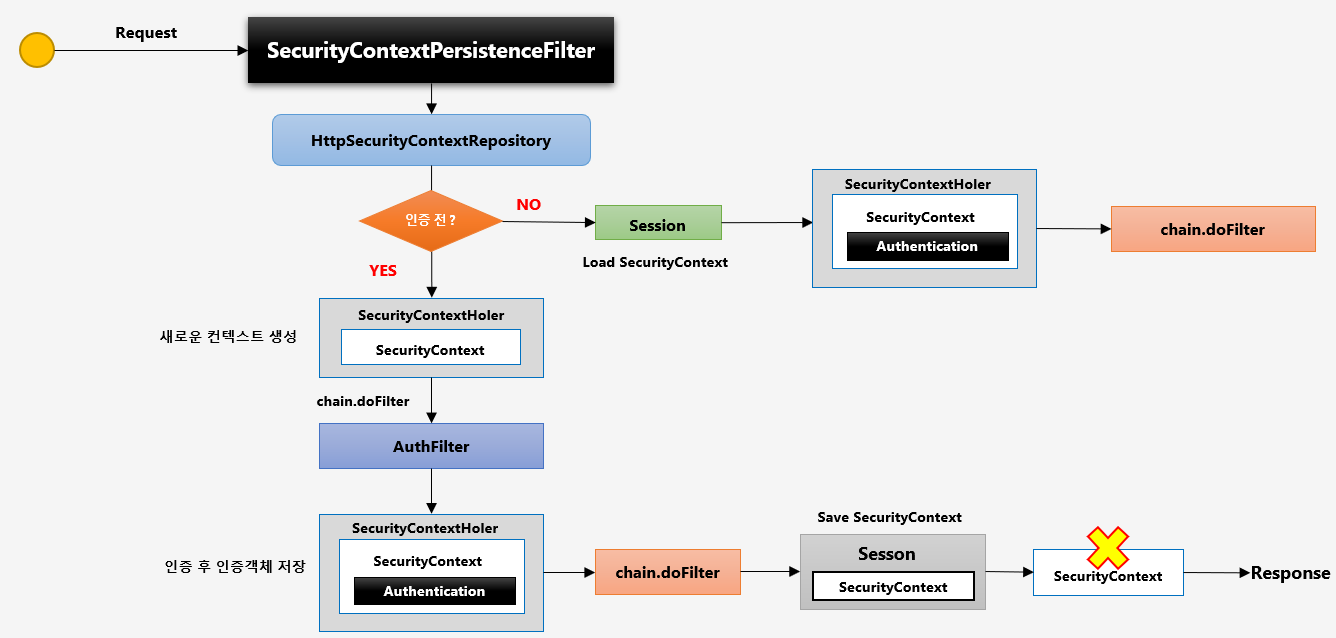 Request
SecurityContextPersistenceFilter
HttpSecurityContextRepository
인증 전 ?
NO
YES
Session
Load SecurityContext
SecurityContextHoler
SecurityContext
Authentication
chain.doFilter
새로운 컨텍스트 생성
SecurityContextHoler
SecurityContext
chain.doFilter
AuthFilter
인증 후 인증객체 저장
SecurityContextHoler
SecurityContext
Authentication
chain.doFilter
Save SecurityContext
Sesson
SecurityContext
SecurityContext
Response